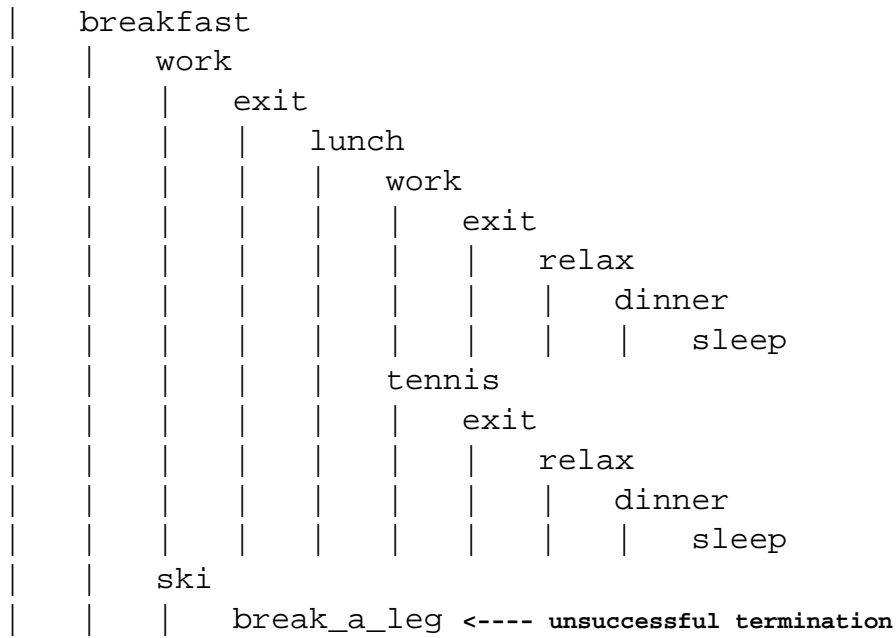 |   breakfast
|   |   work
|   |   |   exit
|   |   |   |   lunch
|   |   |   |   |   work
|   |   |   |   |   |   exit
|   |   |   |   |   |   |   relax
|   |   |   |   |   |   |   |   dinner
|   |   |   |   |   |   |   |   |   sleep
|   |   |   |   |   tennis
|   |   |   |   |   |   exit
|   |   |   |   |   |   |   relax
|   |   |   |   |   |   |   |   dinner
|   |   |   |   |   |   |   |   |   sleep
|   |   ski
|   |   |   break_a_leg <---- unsuccessful termination